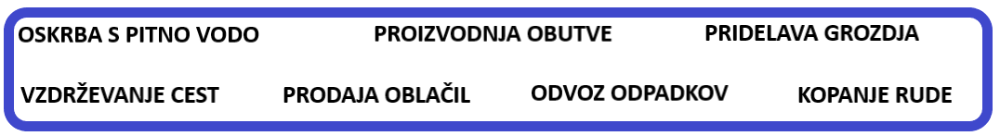 OSKRBA S PITNO VODO PROIZVODNJA OBUTVE PRIDELAVA GROZDJA
VZDRŽEVANJE CEST PRODAJA OBLAČIL ODVOZ ODPADKOV KOPANJE RUDE